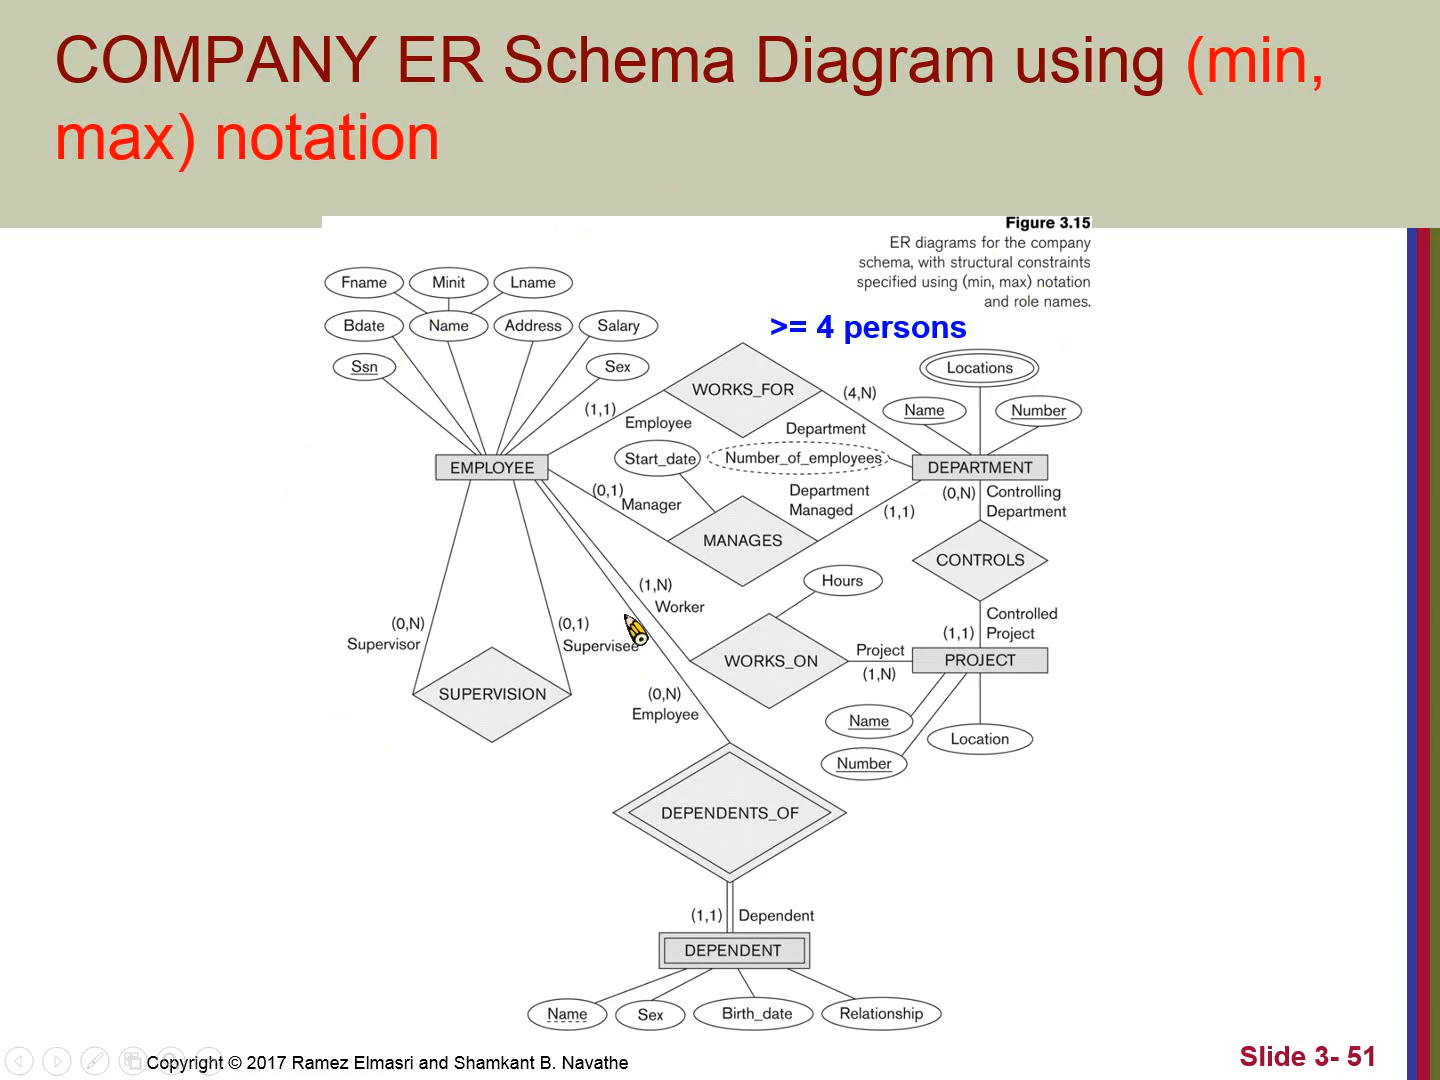 COMPANY ER Schema Diagram using (min,
max) notation
Figure 3.15
ER diagrams for the company
schema, with structural constraints
specified using (min, max) notation
and role names.
>= 4 persons
Fname
Minit
Lname
Bdate
Name
Address
Salary
Ssn
Sex
WORKS_FOR
(1,1)
Employee
(4,N)
Department
Locations
Name
Number
Start_date
Number_of_employees
EMPLOYEE
DEPARTMENT
(0,1)
Manager
Department
Managed
(1,1)
MANAGES
(0,N)
Controlling
Department
CONTROLS
Hours
(1,N)
Worker
(0,N)
Supervisor
(0,1)
Supervisee
Controlled
Project
(1,1)
WORKS_ON
Project
(1,N)
PROJECT
SUPERVISION
(0,N)
Employee
Name
Number
Location
DEPENDENTS_OF
(1,1)
Dependent
DEPENDENT
Name
Sex
Birth_date
Relationship
Copyright © 2017 Ramez Elmasri and Shamkant B. Navathe
Slide 3- 51